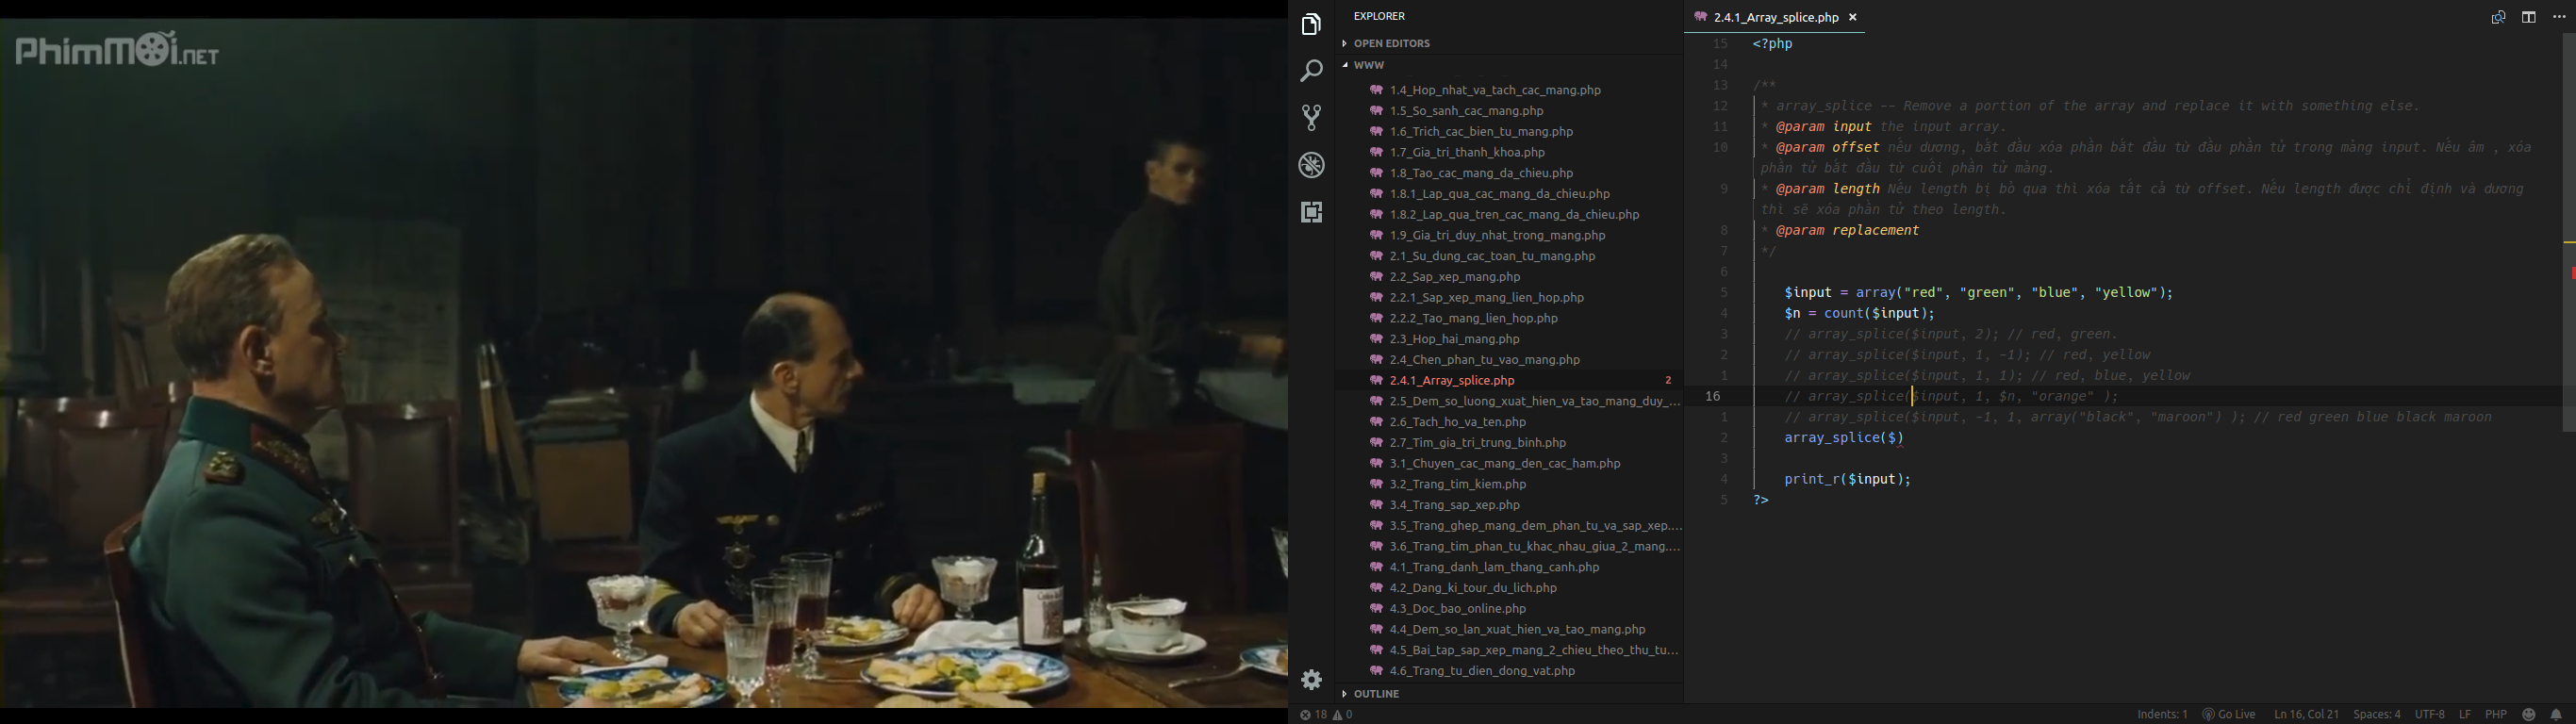 PhimMỗi.NET
EXPLORER
OPEN EDITORS
WWW
1.4_Hop_nhat_va_tach_cac_mang.php
1.5_So_sanh_cac_mang.php
1.6_Trich_cac_bien_tu_mang.php
1.7_Gia_tri_thanh_khoa.php
1.8_Tao_cac_mang_da_chieu.php
1.8.1_Lap_qua_cac_mang_da_chieu.php
1.8.2_Lap_qua_tren_cac_mang_da_chieu.php
1.9_Gia_tri_duy_nhat_trong_mang.php
2.1_Su_dung_cac_toan_tu_mang.php
2.2_Sap_xep_mang.php
2.2.1_Sap_xep_mang_lien_hop.php
2.2.2_Tao_mang_lien_hop.php
2.3_Hop_hai_mang.php
2.4_Chen_phan_tu_vao_mang.php
2.4.1_Array_splice.php 2
2.5_Dem_so_luong_xuat_hien_va_tao_mang_duy_...
2.6_Tach_ho_va_ten.php
2.7_Tim_gia_tri_trung_binh.php
3.1_Chuyen_cac_mang_den_cac_ham.php
3.2_Trang_tim_kiem.php
3.4_Trang_sap_xep.php
3.5_Trang_ghep_mang_dem_phan_tu_va_sap_xep....
3.6_Trang_tim_phan_tu_khac_nhau_giua_2_mang....
4.1_Trang_danh_lam_thang_canh.php
4.2_Dang_ki_tour_du_lich.php
4.3_Doc_bao_online.php
4.4_Dem_so_lan_xuat_hien_va_tao_mang.php
4.5_Bai_tap_sap_xep_mang_2_chieu_theo_thu_tu...
4.6_Trang_tu_dien_dong_vat.php
OUTLINE
2.4.1_Array_splice.php ×
15 <?php
14
13 /**
12 * array_splice -- Remove a portion of the array and replace it with something else.
11 * @param input the input array.
10 * @param offset nếu dương, bắt đầu xóa phần bắt đầu từ đầu phần tử trong mảng input. Nếu âm , xóa
phần tử bắt đầu từ cuối phần tử mảng.
9 * @param length Nếu length bị bỏ qua thì xóa tất cả từ offset. Nếu length được chỉ định và dương
thì sẽ xóa phần tử theo length.
8 * @param replacement
7 */
6
5 $input = array("red", "green", "blue", "yellow");
4 $n = count($input);
3 // array_splice($input, 2); // red, green.
2 // array_splice($input, 1, -1); // red, yellow
1 // array_splice($input, 1, 1); // red, blue, yellow
16 // array_splice($input, 1, $n, "orange" );
1 // array_splice($input, -1, 1, array("black", "maroon") ); // red green blue black maroon
2 array_splice($)
3
4 print_r($input);
5 ?>
18 0 Indents: 1 Go Live Ln 16, Col 21 Spaces: 4 UTF-8 LF PHP